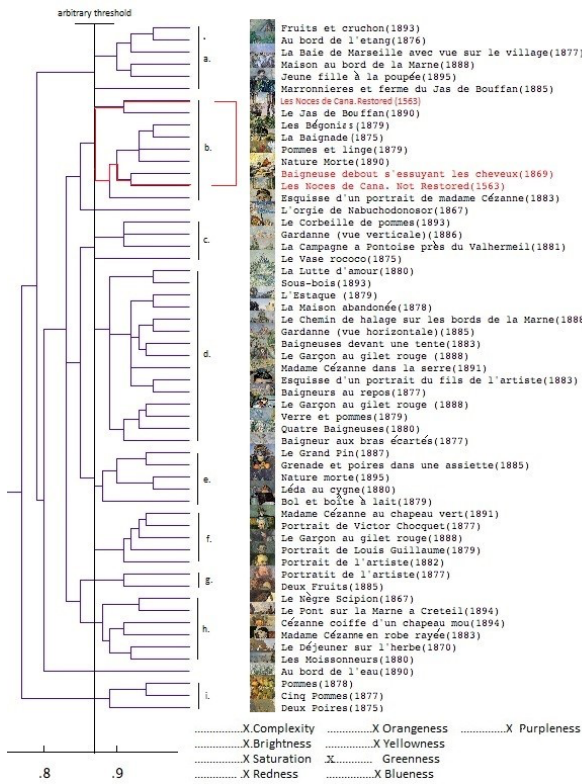 arbitrary threshold
Fruits et cruchon(1893)
Au bord de l'etang(1876)
La Baie de Marseille avec vue sur le village(1877)
a.
Maison au bord de la Marne(1888)
Jeune fille à la poupée(1895)
Marronnieres et ferme du Jas de Bouffan(1885)
Les Noces de Cana.Restored (1563)
Le Jas de Bouffan(1890)
Les Bégonias(1879)
La Baignade(1875)
b.
Pommes et linge(1879)
Nature Morte(1890)
Baigneuse debout s'essuyant les cheveux(1869)
Les Noces de Cana. Not Restored(1563)
Esquisse d'un portrait de madame Cézanne(1883)
L'orgie de Nabuchodonosor(1867)
Le Corbeille de pommes(1893)
Gardanne (vue verticale)(1886)
c.
La Campagne a Pontoise près du Valhermeil(1881)
Le Vase rococo(1875)
La Lutte d'amour(1880)
Sous-bois(1893)
L'Estaque (1879)
La Maison abandonée(1878)
Le Chemin de halage sur les bords de la Marne(1888
Gardanne (vue horizontale)(1885)
d.
Baigneuses devant une tente(1883)
Le Garçon au gilet rouge (1888)
Madame Cézanne dans la serre(1891)
Esquisse d'un portrait du fils de l'artiste(1883)
Baigneurs au repos(1877)
Le Garçon au gilet rouge (1888)
Verre et pommes(1879)
Quatre Baigneuses(1880)
Baigneur aux bras écartés(1877)
Le Grand Pin(1887)
Grenade et poires dans une assiette(1885)
e.
Nature morte(1895)
Léda au cygne(1880)
Bol et boîte à lait(1879)
Madame Cézanne au chapeau vert(1891)
Portrait de Victor Chocquet(1877)
f.
Le Garçon au gilet rouge(1888)
Portrait de Louis Guillaume(1879)
Portrait de l'artiste(1882)
Portratit de l'artiste(1877)
g.
Deux Fruits(1885)
Le Nègre Scipion(1867)
Le Pont sur la Marne a Creteil(1894)
Cézanne coiffe d'un chapeau mou(1894)
h.
Madame Cézanne en robe rayée(1883)
Le Déjeuner sur l'herbe(1870)
Les Moissonneurs(1880)
Au bord de l'eau(1890)
Pommes(1878)
i.
Cinq Pommes(1877)
Deux Poires(1875)
.8 .9
..............X.Complexity ............X Orangeness ............X Purpleness
..............X.Brightness ............X Yellowness
..............X Saturation X............ Greenness
............. X Redness ............X Blueness